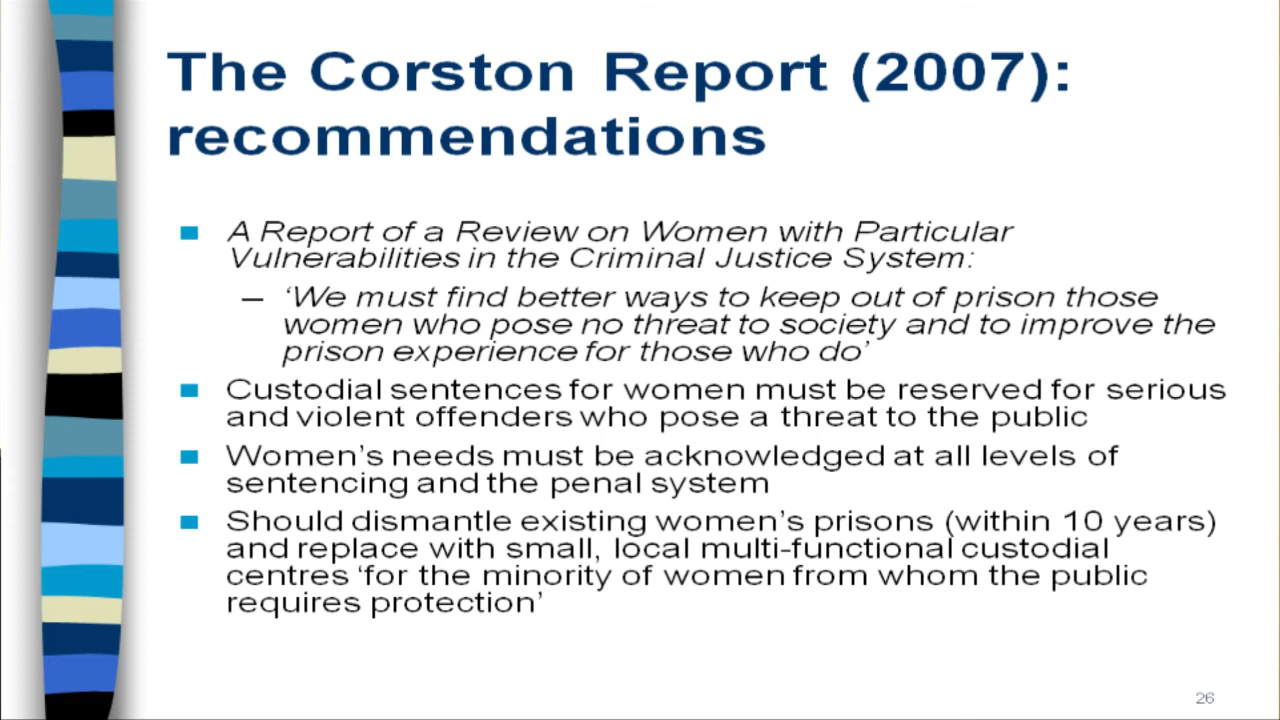 The Corston Report (2007):
recommendations
A Report of a Review on Women with Particular
Vulnerabilities in the Criminal Justice System:
– ‘We must find better ways to keep out of prison those
women who pose no threat to society and to improve the
prison experience for those who do’
Custodial sentences for women must be reserved for serious
and violent offenders who pose a threat to the public
Women’s needs must be acknowledged at all levels of
sentencing and the penal system
Should dismantle existing women’s prisons (within 10 years)
and replace with small, local multi-functional custodial
centres ‘for the minority of women from whom the public
requires protection’
26